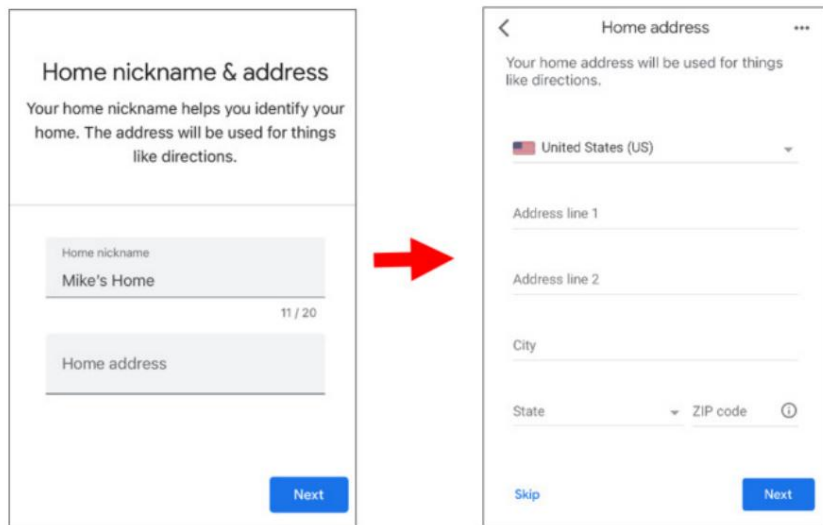 Home nickname & address
Your home nickname helps you identify your
home. The address will be used for things
like directions.
Home nickname
Mike's Home
11 / 20
Home address
Next
Home address
Your home address will be used for things
like directions.
United States (US)
Address line 1
Address line 2
City
State
ZIP code
Skip
Next